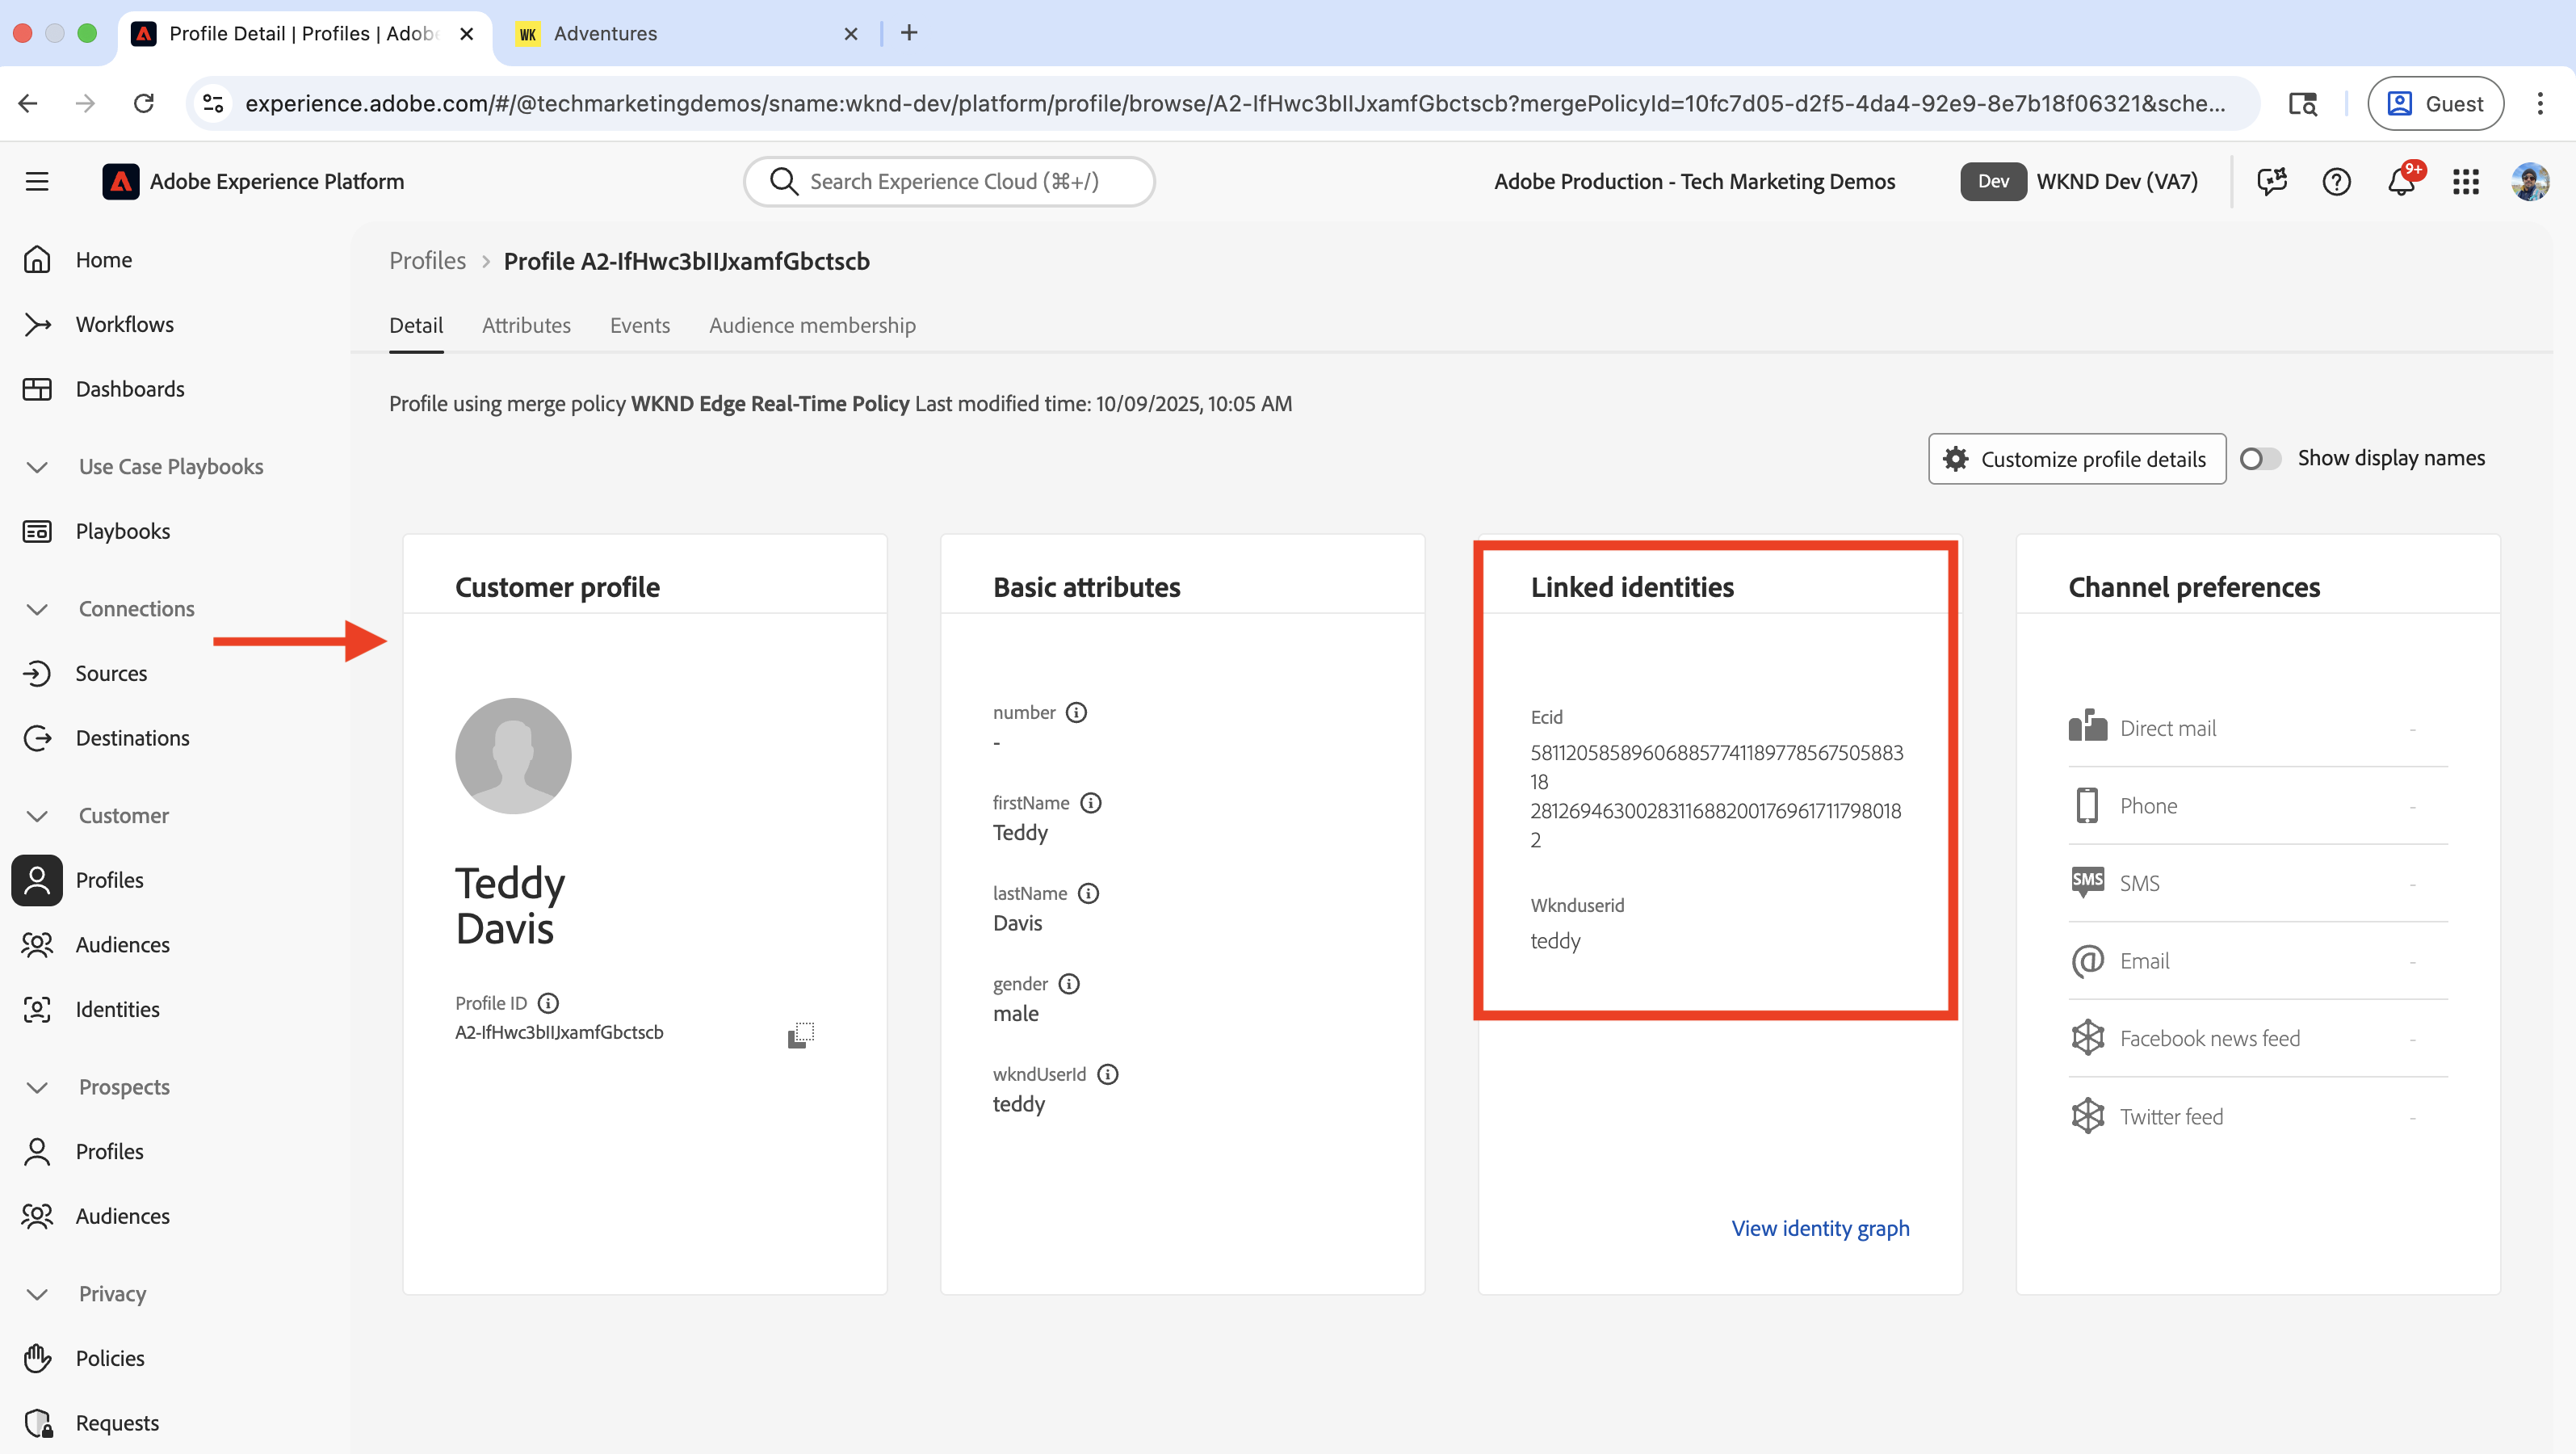 Profile Detail | Profiles | Adobe
WK
Adventures
experience.adobe.com/#/@techmarketingdemos/sname:wknd-dev/platform/profile/browse/A2-IfHwc3bIIJxamfGbctscb?mergePolicyId=10fc7d05-d2f5-4da4-92e9-8e7b18f06321&sche...
Guest
Adobe Experience Platform
Search Experience Cloud (⌘+/)
Adobe Production - Tech Marketing Demos
Dev
WKND Dev (VA7)
9+
Home
Workflows
Dashboards
Use Case Playbooks
Playbooks
Connections
Sources
Destinations
Customer
Profiles
Audiences
Identities
Prospects
Profiles
Audiences
Privacy
Policies
Requests
Profiles > Profile A2-IfHwc3bIIJxamfGbctscb
Detail
Attributes
Events
Audience membership
Profile using merge policy WKND Edge Real-Time Policy Last modified time: 10/09/2025, 10:05 AM
Customize profile details
Show display names
Customer profile
Teddy
Davis
Profile ID
A2-IfHwc3bIIJxamfGbctscb
Basic attributes
number
-
firstName
Teddy
lastName
Davis
gender
male
wkndUserId
teddy
Linked identities
Ecid
581120585896068857741189778567505883
18
2812694630028311688200176961711798018
2
Wknduserid
teddy
View identity graph
Channel preferences
Direct mail -
Phone -
SMS
SMS -
Email -
Facebook news feed -
Twitter feed -